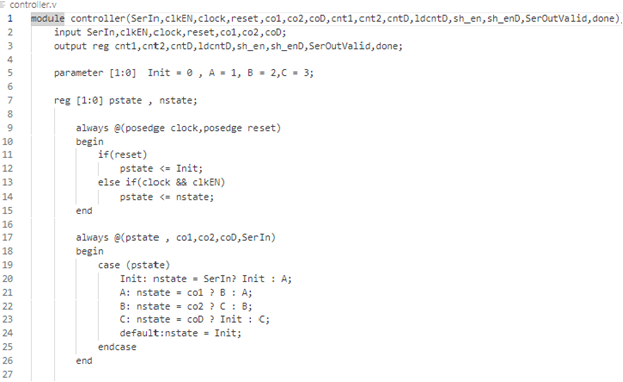 controller.v
1 module controller(SerIn,clkEN,clock,reset,co1,co2,coD,cnt1,cnt2,cntD,ldcntD,sh_en,sh_enD,SerOutValid,done)
2 input SerIn,clkEN,clock,reset,co1,co2,coD;
3 output reg cnt1,cnt2,cntD,ldcntD,sh_en,sh_enD,SerOutValid,done;
4
5 parameter [1:0] Init = 0 , A = 1, B = 2,C = 3;
6
7 reg [1:0] pstate , nstate;
8
9 always @(posedge clock,posedge reset)
10 begin
11 if(reset)
12 pstate <= Init;
13 else if(clock && clkEN)
14 pstate <= nstate;
15 end
16
17 always @(pstate , co1,co2,coD,SerIn)
18 begin
19 case (pstate)
20 Init: nstate = SerIn? Init : A;
21 A: nstate = co1 ? B : A;
22 B: nstate = co2 ? C : B;
23 C: nstate = coD ? Init : C;
24 default:nstate = Init;
25 endcase
26 end
27